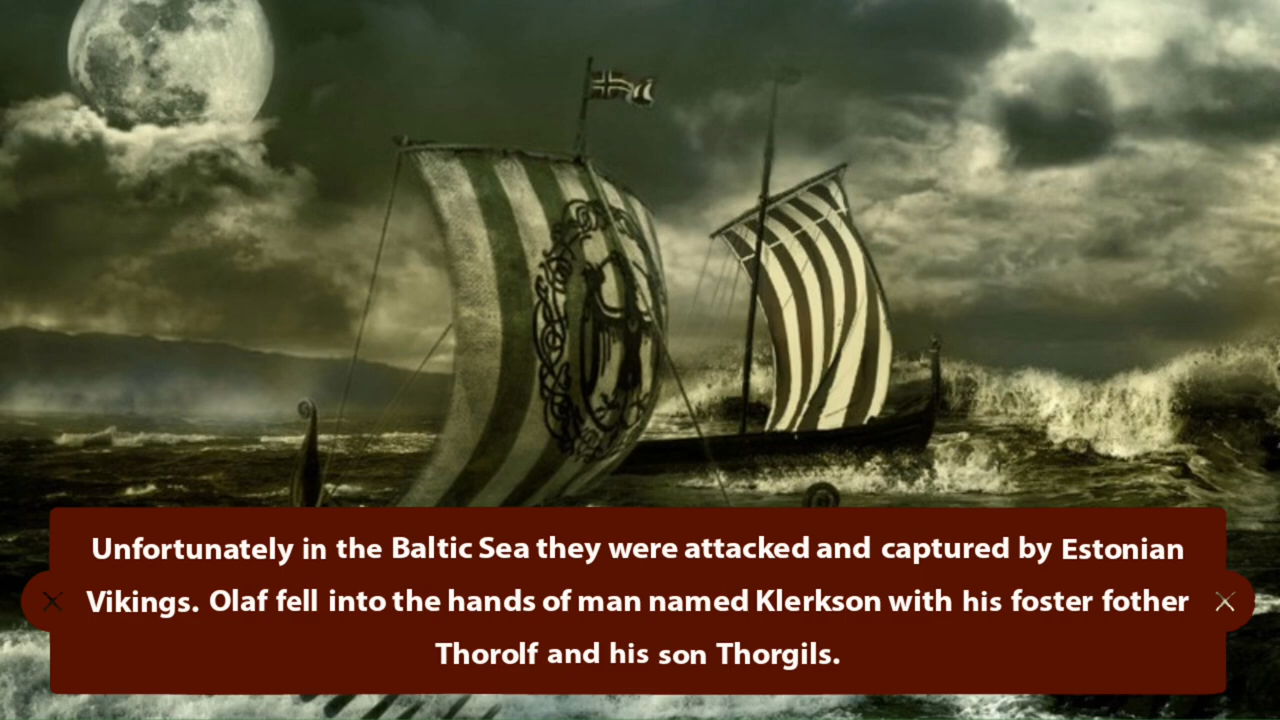 Unfortunately in the Baltic Sea they were attacked and captured by Estonian
Vikings. Olaf fell into the hands of man named Klerkson with his foster fother
Thorolf and his son Thorgils.